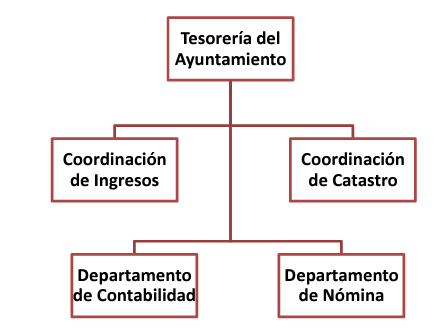 Tesorería del
Ayuntamiento
Coordinación
de Ingresos
Coordinación
de Catastro
Departamento
de Contabilidad
Departamento
de Nómina